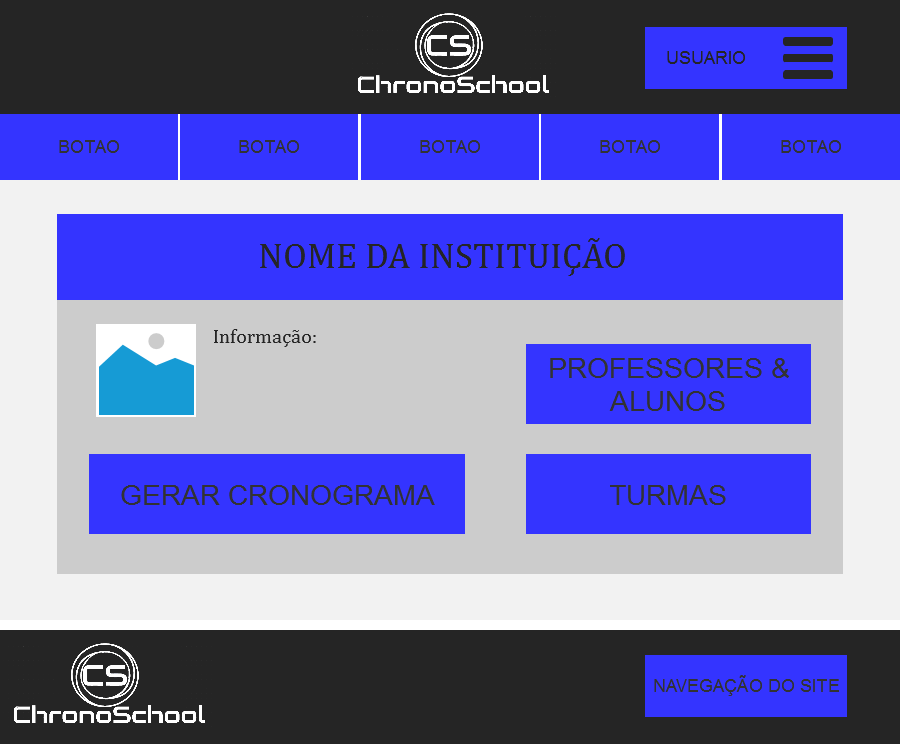 CS
ChronoSchool
USUARIO
BOTAO
BOTAO
BOTAO
BOTAO
BOTAO
NOME DA INSTITUIÇÃO
Informação:
PROFESSORES &
ALUNOS
GERAR CRONOGRAMA
TURMAS
CS
ChronoSchool
NAVEGAÇÃO DO SITE